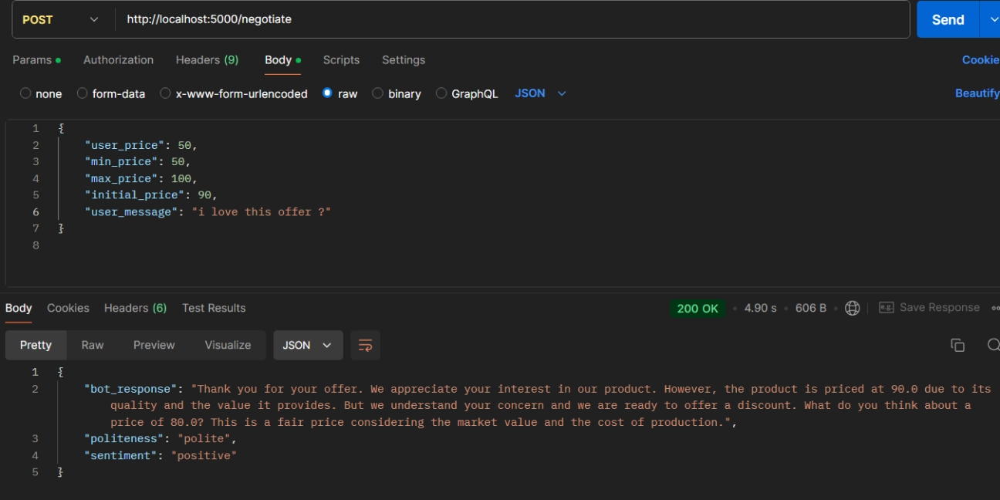 POST http://localhost:5000/negotiate Send
Params Authorization Headers (9) Body Scripts Settings Cookie
none form-data x-www-form-urlencoded raw binary GraphQL JSON Beautify
1 {
2 "user_price": 50,
3 "min_price": 50,
4 "max_price": 100,
5 "initial_price": 90,
6 "user_message": "i love this offer ?"
7 }
8
Body Cookies Headers (6) Test Results 200 OK • 4.90 s • 606 B • e.g. Save Response
Pretty Raw Preview Visualize JSON
1 {
2 "bot_response": "Thank you for your offer. We appreciate your interest in our product. However, the product is priced at 90.0 due to its
quality and the value it provides. But we understand your concern and we are ready to offer a discount. What do you think about a
price of 80.0? This is a fair price considering the market value and the cost of production.",
3 "politeness": "polite",
4 "sentiment": "positive"
5 }